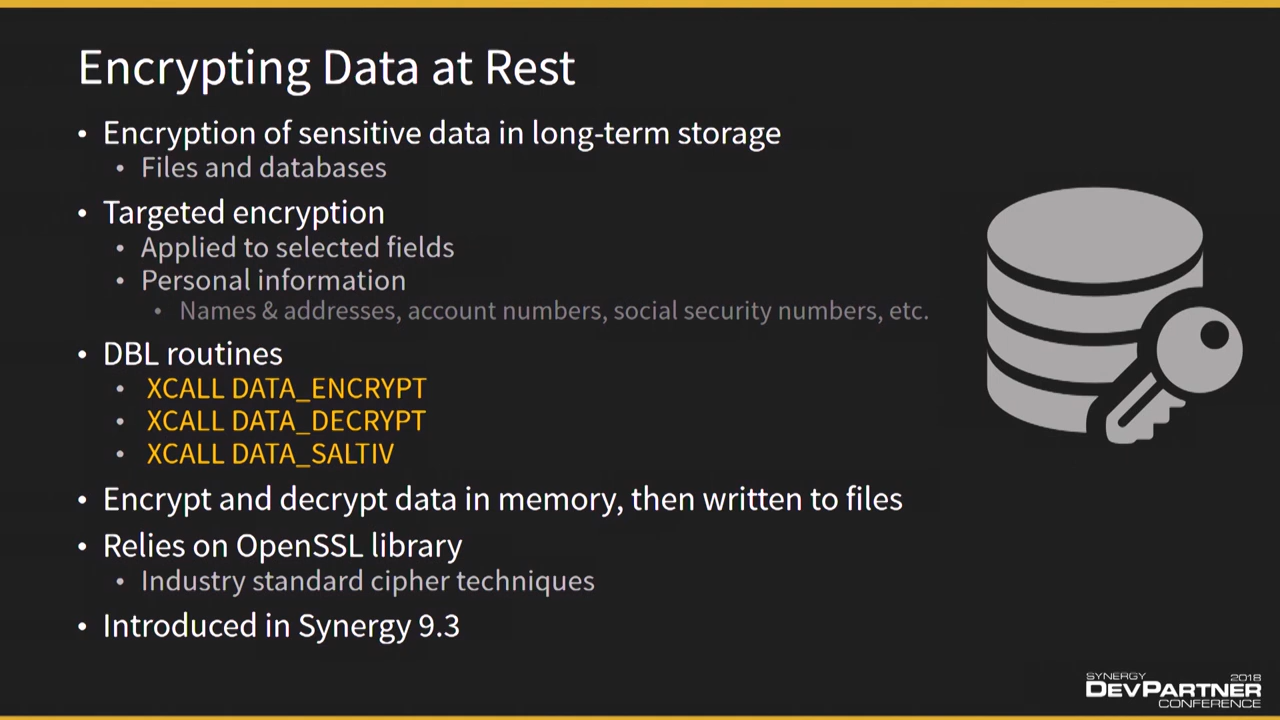 Encrypting Data at Rest
• Encryption of sensitive data in long-term storage
• Files and databases
• Targeted encryption
• Applied to selected fields
• Personal information
• Names & addresses, account numbers, social security numbers, etc.
• DBL routines
• XCALL DATA_ENCRYPT
• XCALL DATA_DECRYPT
• XCALL DATA_SALTIV
• Encrypt and decrypt data in memory, then written to files
• Relies on OpenSSL library
• Industry standard cipher techniques
• Introduced in Synergy 9.3
SYNERGY 2018
DEVPARTNER
CONFERENCE